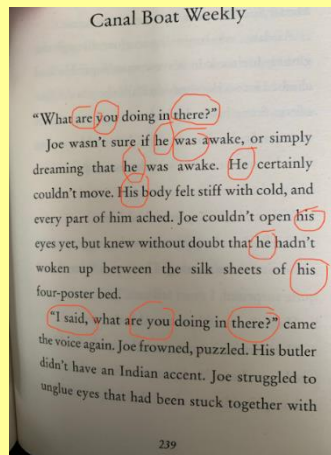 Canal Boat Weekly
“What are you doing in there?”
Joe wasn't sure if he was awake, or simply
dreaming that he was awake. He certainly
couldn't move. His body felt stiff with cold, and
every part of him ached. Joe couldn't open his
eyes yet, but knew without doubt that he hadn't
woken up between the silk sheets of his
four-poster bed.
“I said, what are you doing in there?” came
the voice again. Joe frowned, puzzled. His butler
didn't have an Indian accent. Joe struggled to
unglue eyes that had been stuck together with
239